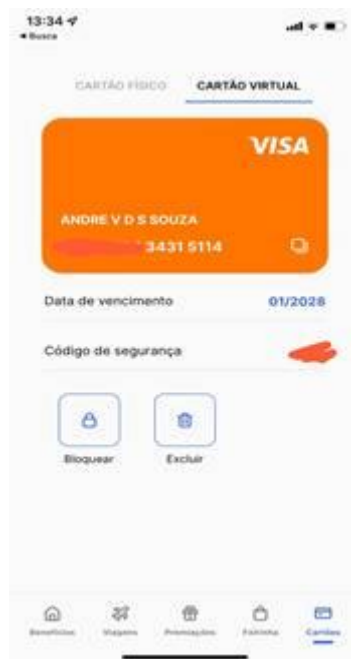 13:34
Busca
CARTÃO FÍSICO CARTÃO VIRTUAL
VISA
ANDRE V D S SOUZA
3431 5114
Data de vencimento 01/2028
Código de segurança
Bloquear Excluir
Benefícios Viagens Premiações Feirinha Cartões